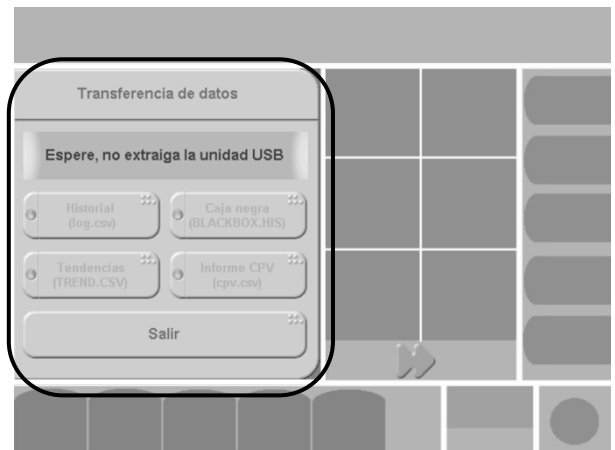 Transferencia de datos
Espere, no extraiga la unidad USB
Historial
(log.csv)
Caja negra
(BLACKBOX.HIS)
Tendencias
(TREND.CSV)
Informe CPV
(cpv.csv)
Salir